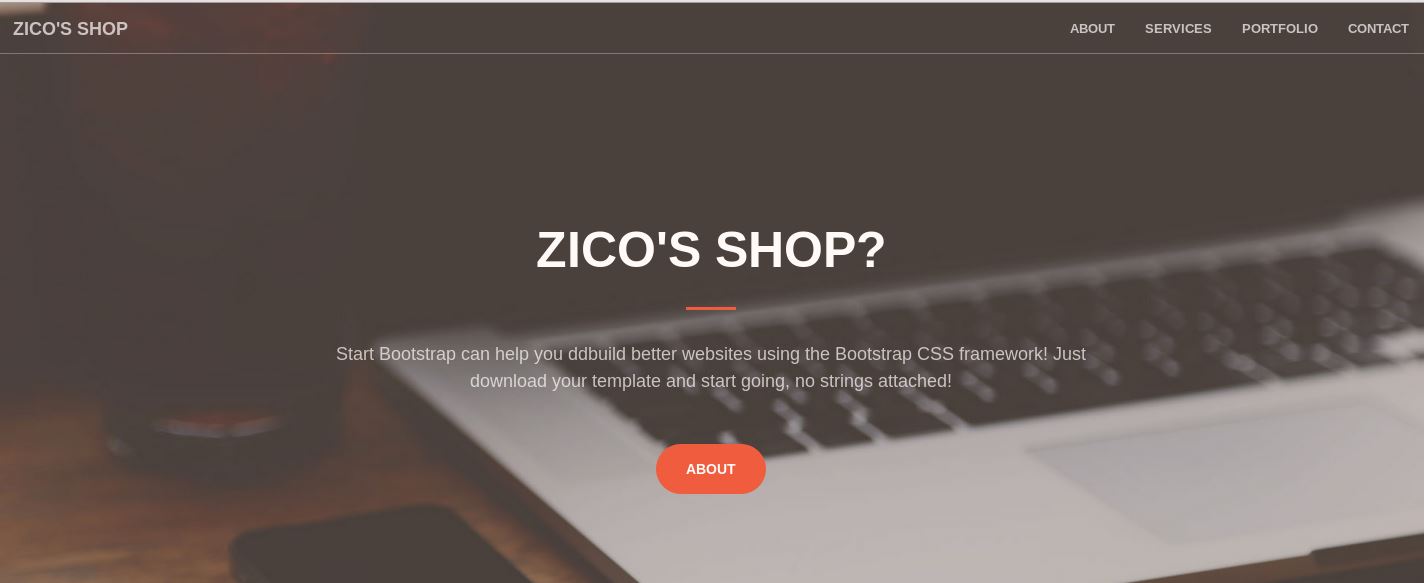 ZICO'S SHOP
ABOUT SERVICES PORTFOLIO CONTACT
ZICO'S SHOP?
Start Bootstrap can help you ddbuild better websites using the Bootstrap CSS framework! Just
download your template and start going, no strings attached!
ABOUT